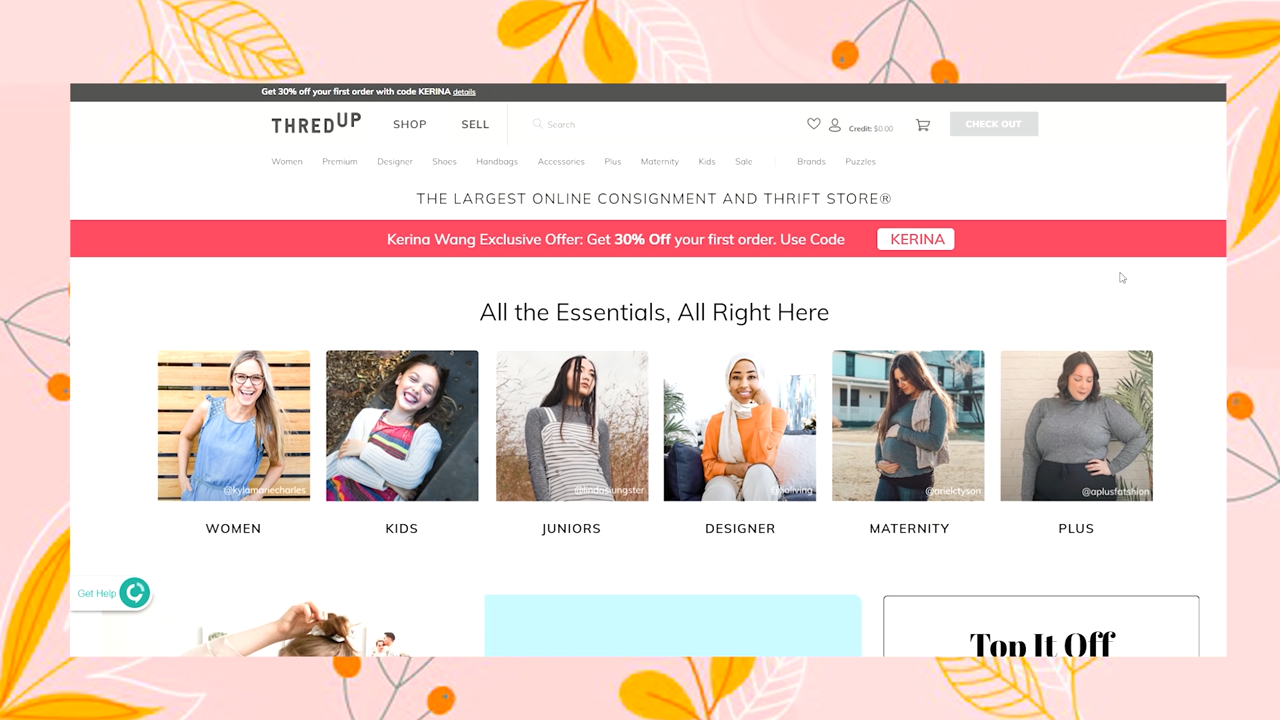 Get 30% off your first order with code KERINA details
THREDUP
SHOP
SELL
Search
Credit: $0.00
CHECK OUT
Women
Premium
Designer
Shoes
Handbags
Accessories
Plus
Maternity
Kids
Sale
Brands
Puzzles
THE LARGEST ONLINE CONSIGNMENT AND THRIFT STORE®
Kerina Wang Exclusive Offer: Get 30% Off your first order. Use Code
KERINA
All the Essentials, All Right Here
@kylamariecharles
@arielctyson
@aplusfatshion
WOMEN
KIDS
JUNIORS
DESIGNER
MATERNITY
PLUS
Get Help
Top It Off